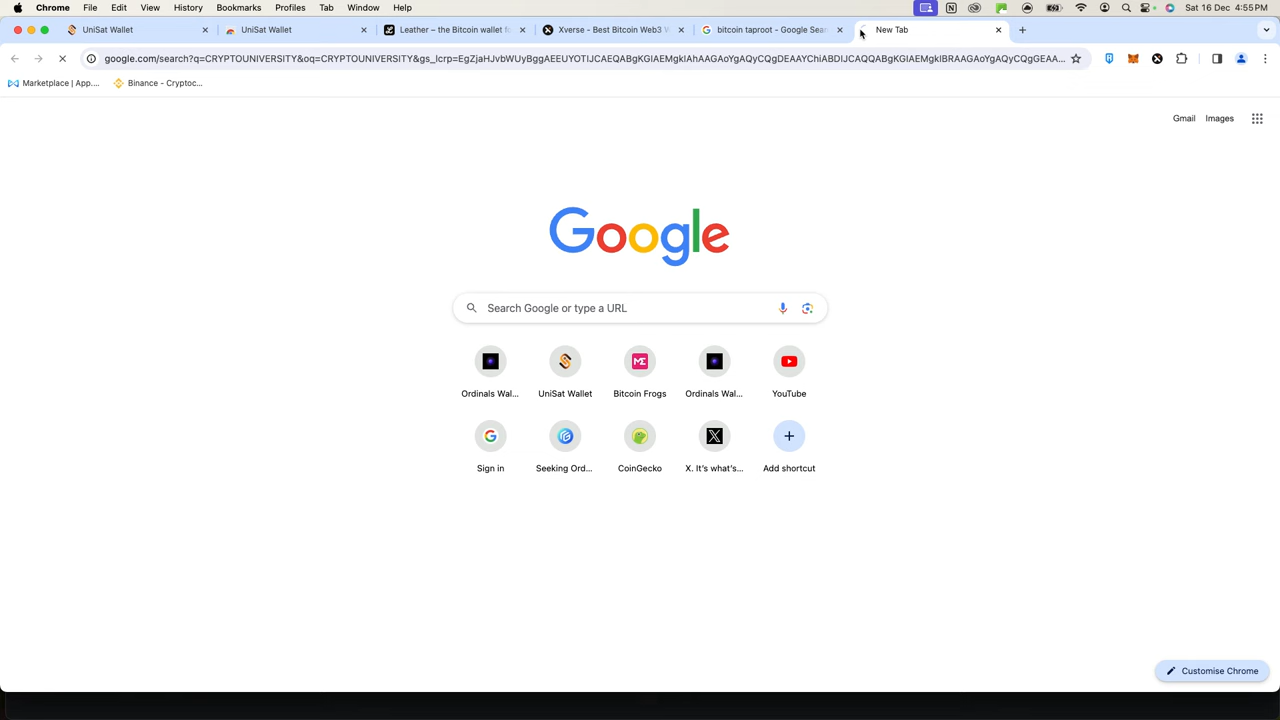 Chrome File Edit View History Bookmarks Profiles Tab Window Help Sat 16 Dec 4:55 PM
UniSat Wallet UniSat Wallet Leather – the Bitcoin wallet fo Xverse - Best Bitcoin Web3 W bitcoin taproot - Google Sear New Tab
google.com/search?q=CRYPTOUNIVERSITY&oq=CRYPTOUNIVERSITY&gs_lcrp=
Marketplace | App.... Binance - Cryptoc...
Gmail Images
Google
Search Google or type a URL
Ordinals Wal... UniSat Wallet Bitcoin Frogs Ordinals Wal... YouTube
Sign in Seeking Ord... CoinGecko X. It's what's... Add shortcut
Customise Chrome